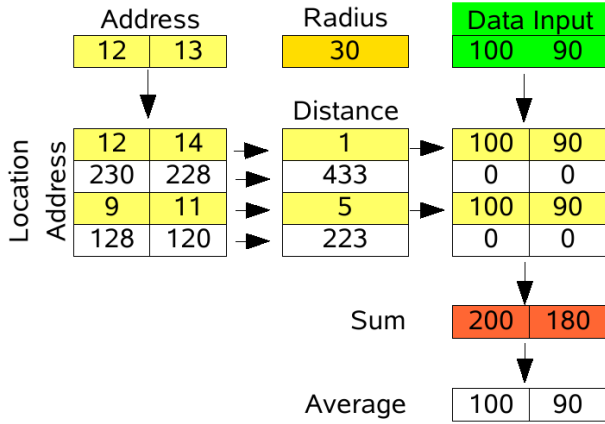 Address Radius Data Input
12 13 30 100 90
Distance
Location Address
12 14 1 100 90
230 228 433 0 0
9 11 5 100 90
128 120 223 0 0
Sum 200 180
Average 100 90